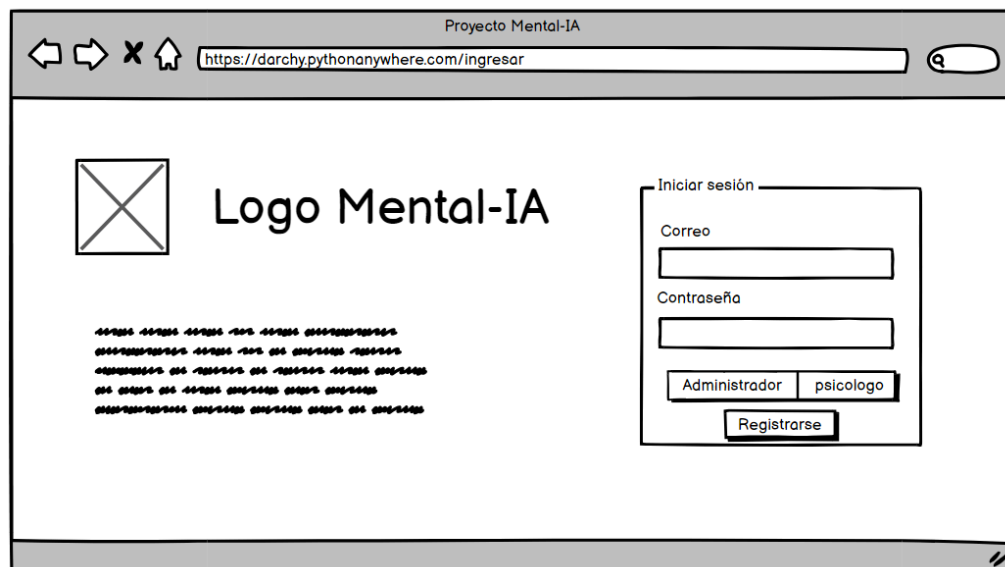 Proyecto Mental-IA
https://darchy.pythonanywhere.com/ingresar
Logo Mental-IA
Iniciar sesión
Correo
Contraseña
Administrador psicologo
Registrarse